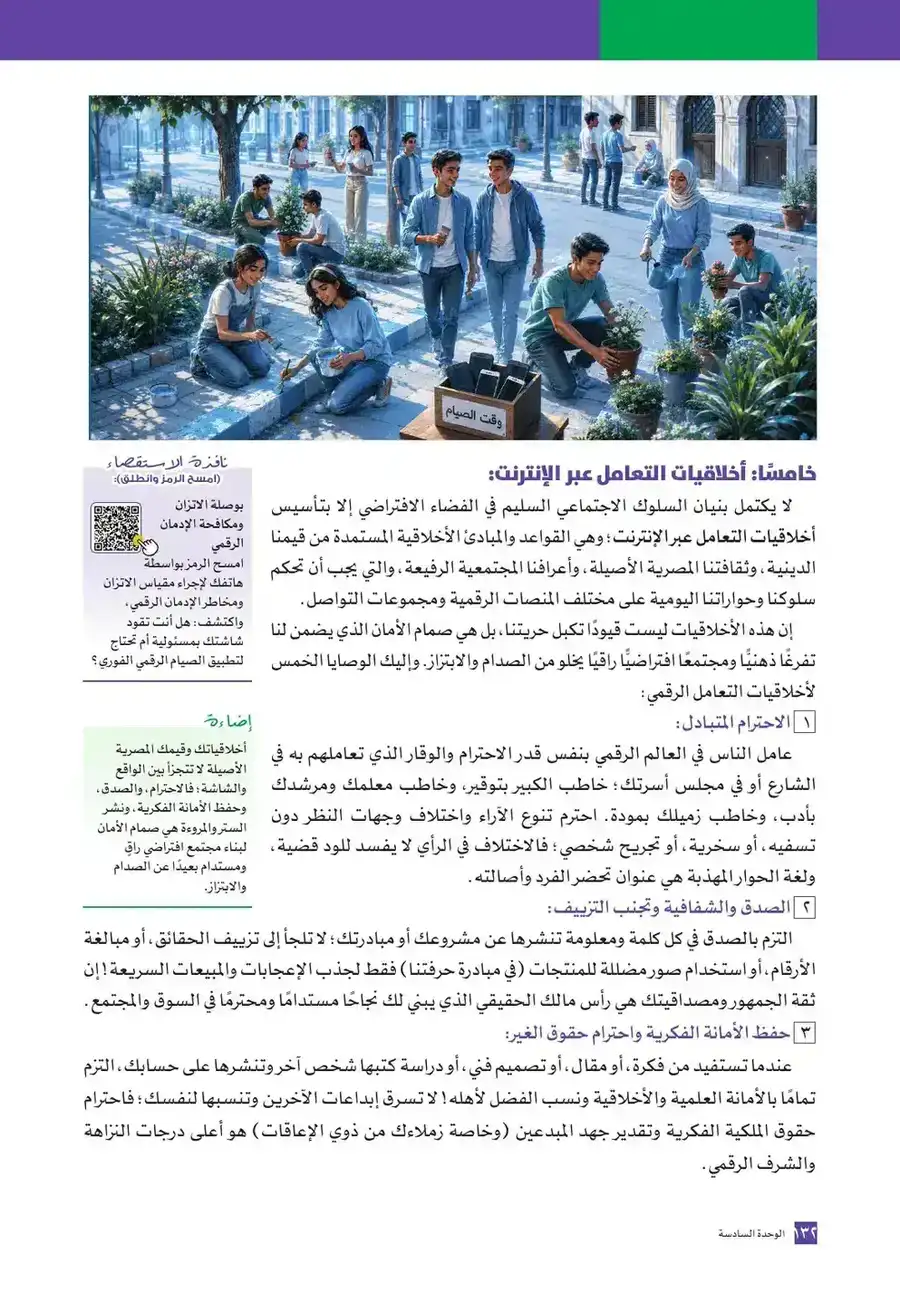 وقت الصيام
خامسًا: أخلاقيات التعامل عبر الإنترنت:
لا يكتمل بنيان السلوك الاجتماعي السليم في الفضاء الافتراضي إلا بتأسيس
أخلاقيات التعامل عبر الإنترنت؛ وهي القواعد والمبادئ الأخلاقية المستمدة من قيمنا
الدينية، وثقافتنا المصرية الأصيلة، وأعرافنا المجتمعية الرفيعة، والتي يجب أن تحكم
سلوكنا وحواراتنا اليومية على مختلف المنصات الرقمية ومجموعات التواصل.
إن هذه الأخلاقيات ليست قيودًا تكبل حريتنا، بل هي صمام الأمان الذي يضمن لنا
تفرغًا ذهنيًّا ومجتمعًا افتراضيًّا راقيًا يخلو من الصدام والابتزاز. وإليك الوصايا الخمس
لأخلاقيات التعامل الرقمي:
١ الاحترام المتبادل:
عامل الناس في العالم الرقمي بنفس قدر الاحترام والوقار الذي تعاملهم به في
الشارع أو في مجلس أسرتك؛ خاطب الكبير بتوقير، وخاطب معلمك ومرشدك
بأدب، وخاطب زميلك بمودة. احترم تنوع الآراء واختلاف وجهات النظر دون
تسفيه، أو سخرية، أو تجريح شخصي؛ فالاختلاف في الرأي لا يفسد للود قضية،
ولغة الحوار المهذبة هي عنوان تحضر الفرد وأصالته.
٢ الصدق والشفافية وتجنب التزييف:
التزم بالصدق في كل كلمة ومعلومة تنشرها عن مشروعك أو مبادرتك؛ لا تلجأ إلى تزييف الحقائق، أو مبالغة
الأرقام، أو استخدام صور مضللة للمنتجات (في مبادرة حرفتنا) فقط لجذب الإعجابات والمبيعات السريعة! إن
ثقة الجمهور ومصداقيتك هي رأس مالك الحقيقي الذي يبني لك نجاحًا مستدامًا ومحترمًا في السوق والمجتمع.
٣ حفظ الأمانة الفكرية واحترام حقوق الغير:
عندما تستفيد من فكرة، أو مقال، أو تصميم فني، أو دراسة كتبها شخص آخر وتنشرها على حسابك، التزم
تمامًا بالأمانة العلمية والأخلاقية ونسب الفضل لأهله! لا تسرق إبداعات الآخرين وتنسبها لنفسك؛ فاحترام
حقوق الملكية الفكرية وتقدير جهد المبدعين (وخاصة زملاءك من ذوي الإعاقات) هو أعلى درجات النزاهة
والشرف الرقمي.
نافذة الاستقصاء
(امسح الرمز وانطلق):
بوصلة الاتزان
ومكافحة الإدمان
الرقمي
امسح الرمز بواسطة
هاتفك لإجراء مقياس الاتزان
ومخاطر الإدمان الرقمي،
واكتشف: هل أنت تقود
شاشتك بمسئولية أم تحتاج
لتطبيق الصيام الرقمي الفوري؟
إضاءة
أخلاقياتك وقيمك المصرية
الأصيلة لا تتجزأ بين الواقع
والشاشة؛ فالاحترام، والصدق،
وحفظ الأمانة الفكرية، ونشر
الستر والمروءة هي صمام الأمان
لبناء مجتمع افتراضي راقٍ
ومستدام بعيدًا عن الصدام
والابتزاز.
١٣٢ الوحدة السادسة